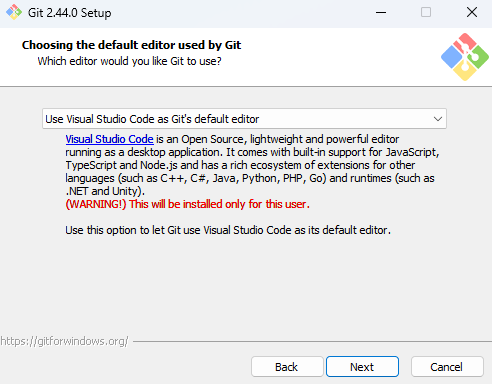 Git 2.44.0 Setup
Choosing the default editor used by Git
Which editor would you like Git to use?
Use Visual Studio Code as Git's default editor
Visual Studio Code is an Open Source, lightweight and powerful editor
running as a desktop application. It comes with built-in support for JavaScript,
TypeScript and Node.js and has a rich ecosystem of extensions for other
languages (such as C++, C#, Java, Python, PHP, Go) and runtimes (such as
.NET and Unity).
(WARNING!) This will be installed only for this user.
Use this option to let Git use Visual Studio Code as its default editor.
https://gitforwindows.org/
Back Next Cancel